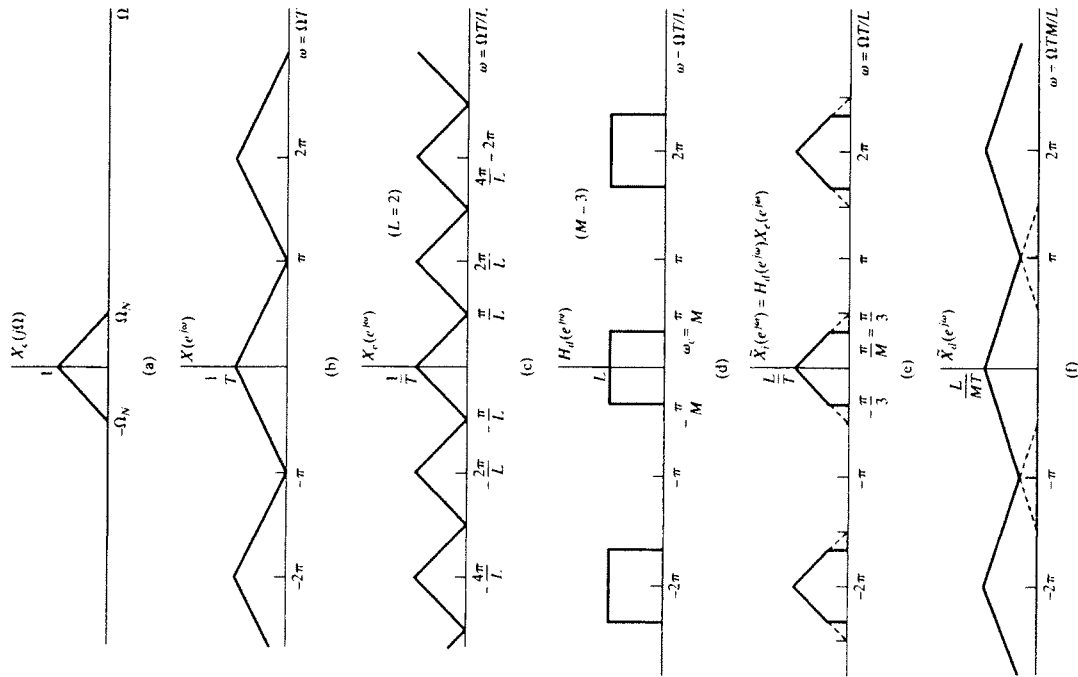 X_c(jΩ)
1
-Ω_N
Ω_N
Ω
(a)
X(e^{jω})
1/T
-2π
-π
π
2π
ω = ΩT
(b)
X_e(e^{jω})
(L = 2)
1/T
-4π/L
-2π/L
-π/L
π/L
2π/L
4π/L - 2π
ω = ΩT/L
(c)
H_d(e^{jω})
(M - 3)
L
-2π
-π
-π/M
ω_c = π/M
π
2π
ω - ΩT/L
(d)
X̃_i(e^{jω}) = H_d(e^{jω})X_e(e^{jω})
L/T
-2π
-π
-π/3
π/M = π/3
π
2π
ω = ΩT/L
(e)
X̃_d(e^{jω})
L/MT
-2π
-π
π
2π
ω - ΩTM/L
(f)